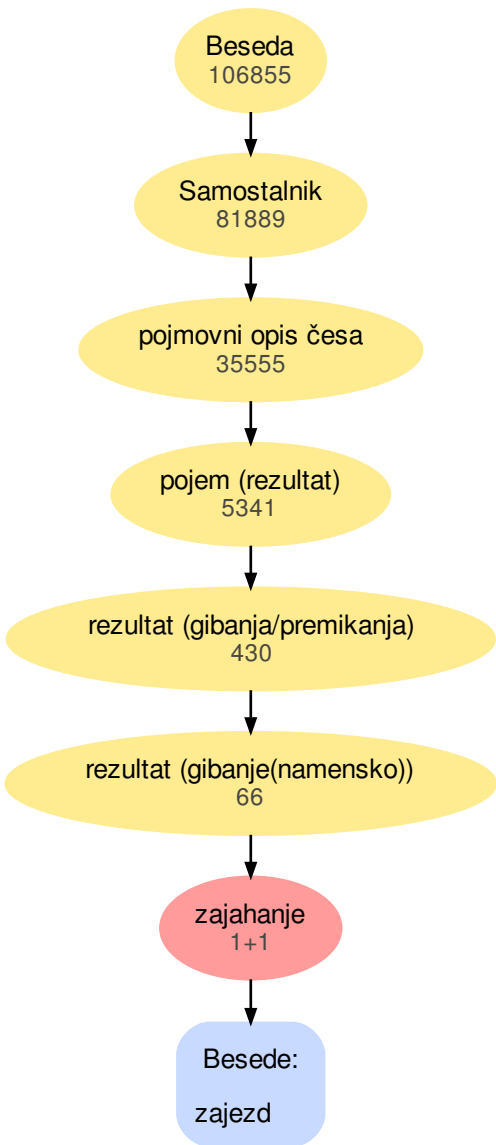 Beseda
106855
Samostalnik
81889
pojmovni opis česa
35555
pojem (rezultat)
5341
rezultat (gibanja/premikanja)
430
rezultat (gibanje(namensko))
66
zajahanje
1+1
Besede:
zajezd